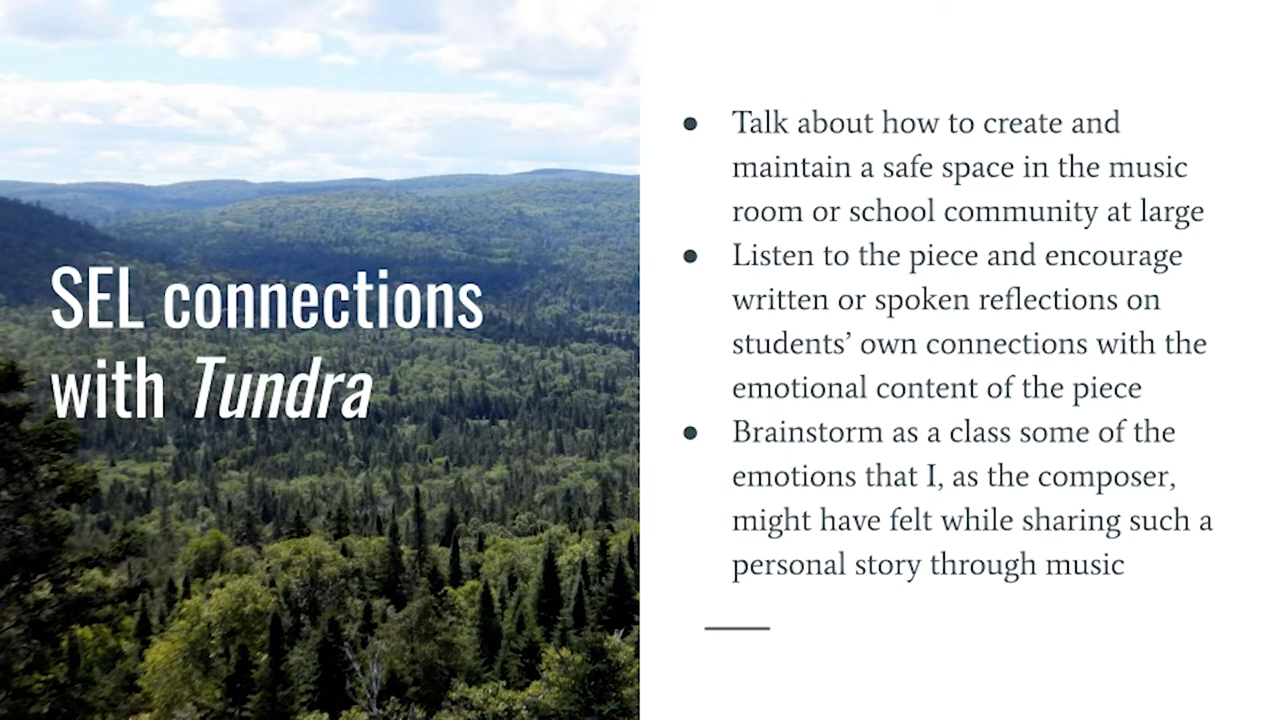 SEL connections
with Tundra
● Talk about how to create and
maintain a safe space in the music
room or school community at large
● Listen to the piece and encourage
written or spoken reflections on
students’ own connections with the
emotional content of the piece
● Brainstorm as a class some of the
emotions that I, as the composer,
might have felt while sharing such a
personal story through music